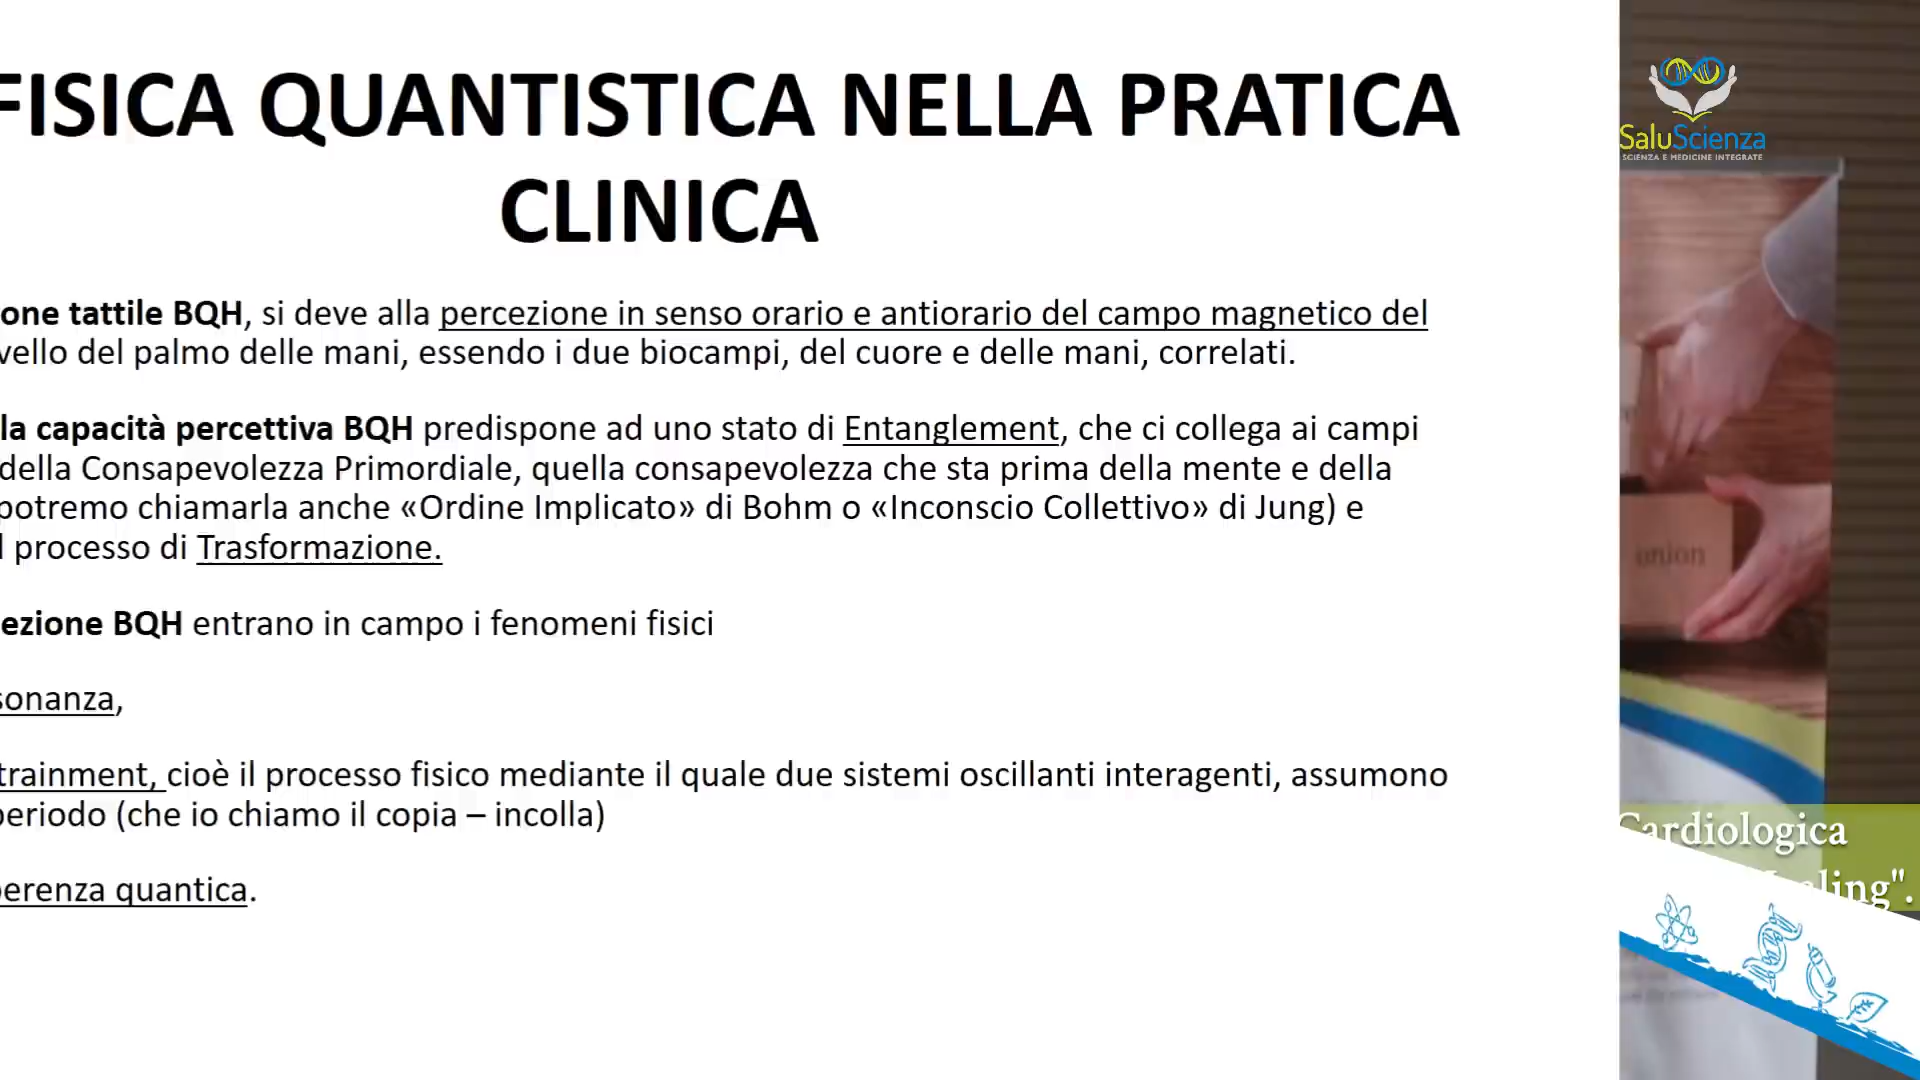 FISICA QUANTISTICA NELLA PRATICA
CLINICA
one tattile BQH, si deve alla percezione in senso orario e antiorario del campo magnetico del
vello del palmo delle mani, essendo i due biocampi, del cuore e delle mani, correlati.
la capacità percettiva BQH predispone ad uno stato di Entanglement, che ci collega ai campi
della Consapevolezza Primordiale, quella consapevolezza che sta prima della mente e della
potremo chiamarla anche «Ordine Implicato» di Bohm o «Inconscio Collettivo» di Jung) e
l processo di Trasformazione.
ezione BQH entrano in campo i fenomeni fisici
sonanza,
trainment, cioè il processo fisico mediante il quale due sistemi oscillanti interagenti, assumono
periodo (che io chiamo il copia – incolla)
erenza quantica.
SaluScienza
SCIENZA E MEDICINE INTEGRATE
onion
Cardiologica
ling".